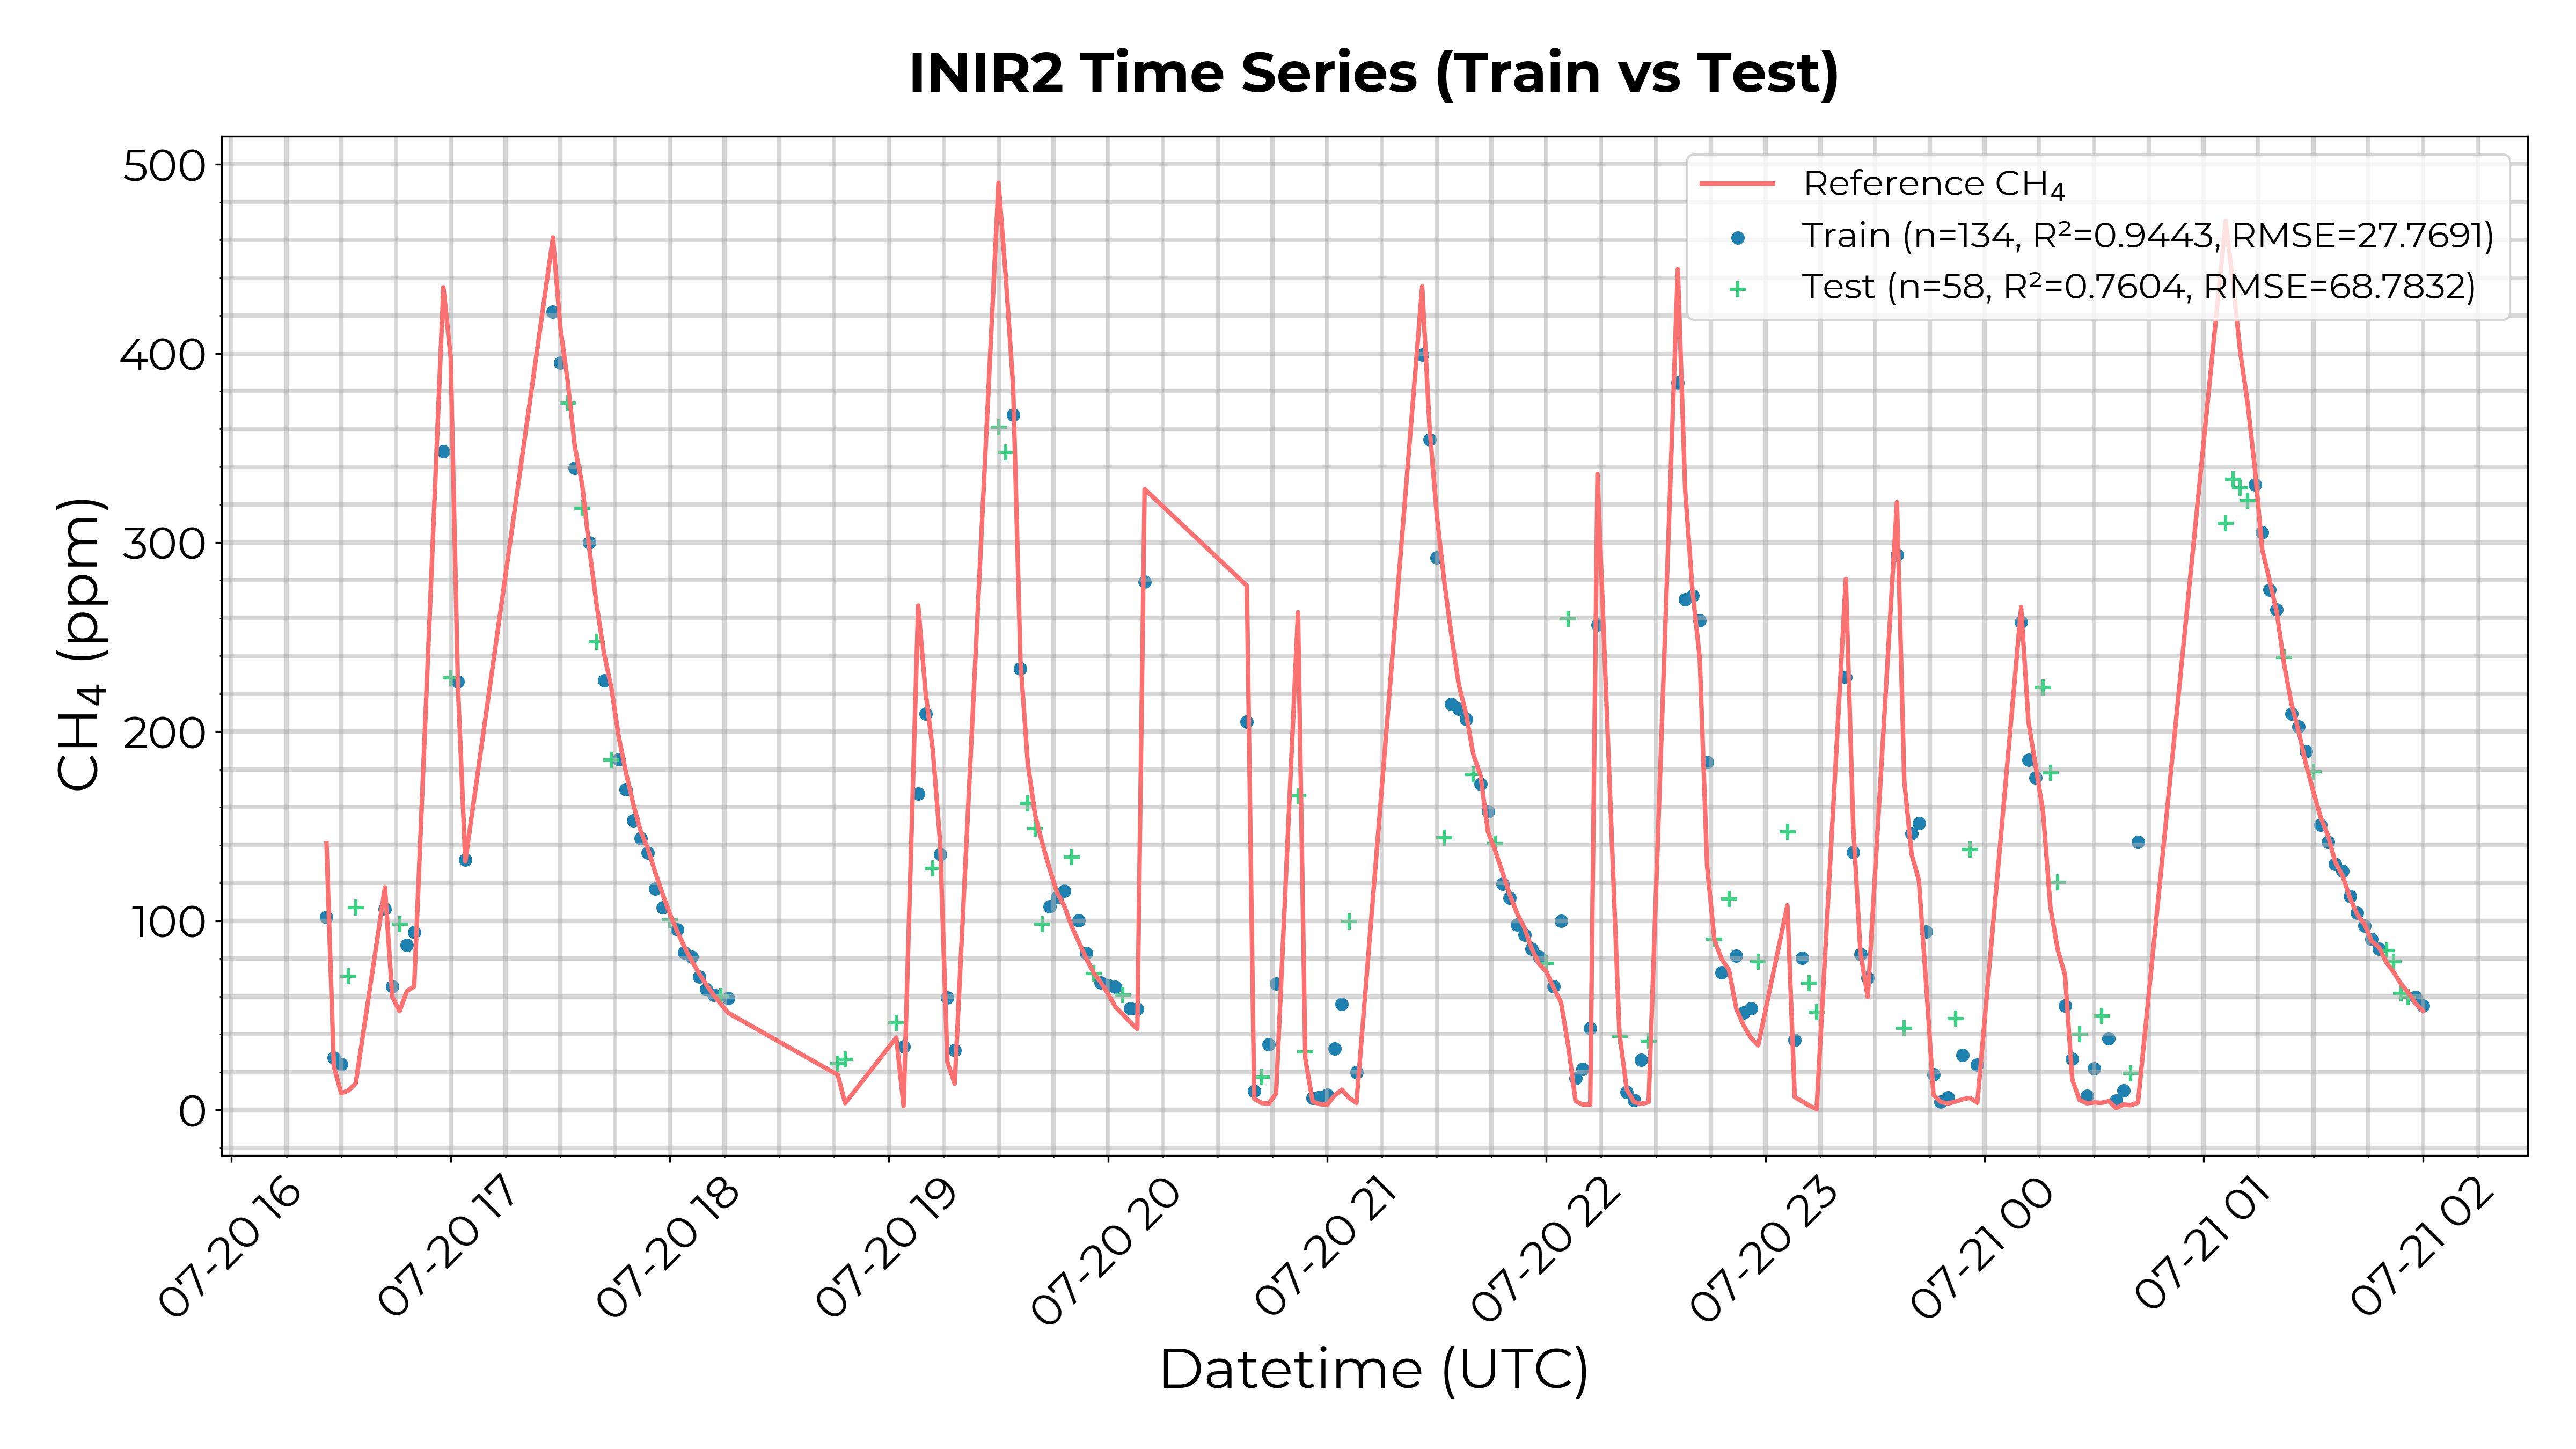 INIR2 Time Series (Train vs Test)
CH₄ (ppm)
500
400
300
200
100
0
Reference CH₄
Train (n=134, R²=0.9443, RMSE=27.7691)
Test (n=58, R²=0.7604, RMSE=68.7832)
07-20 16
07-20 17
07-20 18
07-20 19
07-20 20
07-20 21
07-20 22
07-20 23
07-21 00
07-21 01
07-21 02
Datetime (UTC)